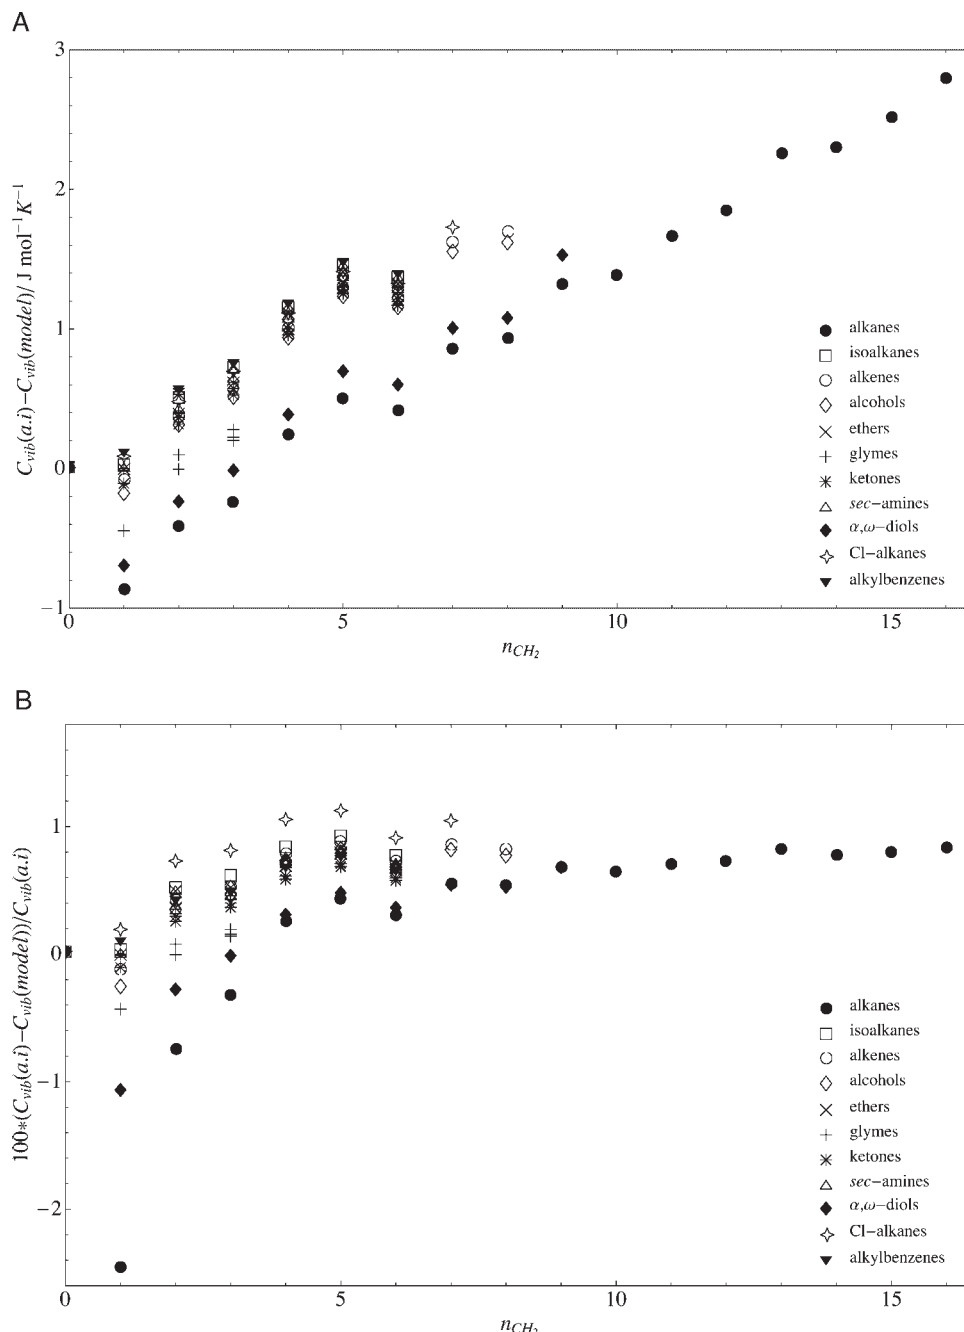 A
3
2
1
0
−1
0
5
10
15
C_vib(a.i)−C_vib(model)/ J mol⁻¹K⁻¹
n_CH₂
alkanes
isoalkanes
alkenes
alcohols
ethers
glymes
ketones
sec−amines
α,ω−diols
Cl−alkanes
alkylbenzenes
B
1
0
−1
−2
0
5
10
15
100*(C_vib(a.i)−C_vib(model))/C_vib(a.i)
n_CH₂
alkanes
isoalkanes
alkenes
alcohols
ethers
glymes
ketones
sec−amines
α,ω−diols
Cl−alkanes
alkylbenzenes